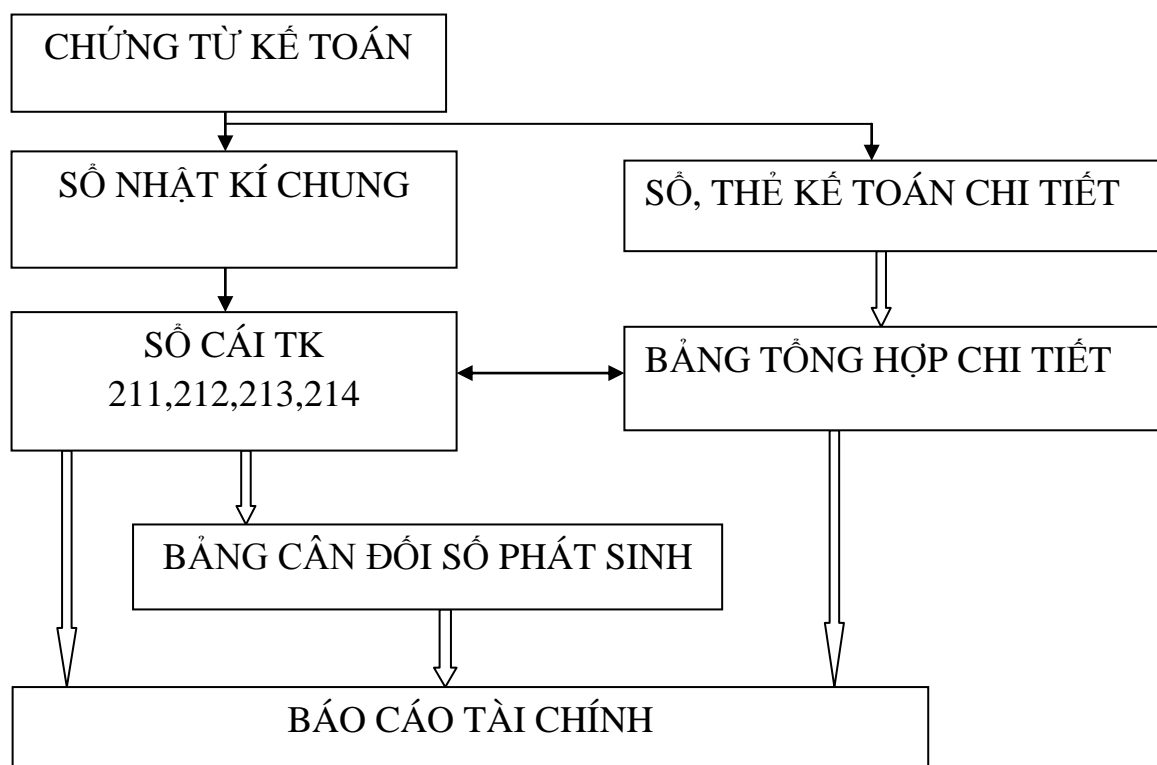 CHỨNG TỪ KẾ TOÁN
SỔ NHẬT KÍ CHUNG
SỔ, THẺ KẾ TOÁN CHI TIẾT
SỔ CÁI TK
211,212,213,214
BẢNG TỔNG HỢP CHI TIẾT
BẢNG CÂN ĐỐI SỐ PHÁT SINH
BÁO CÁO TÀI CHÍNH